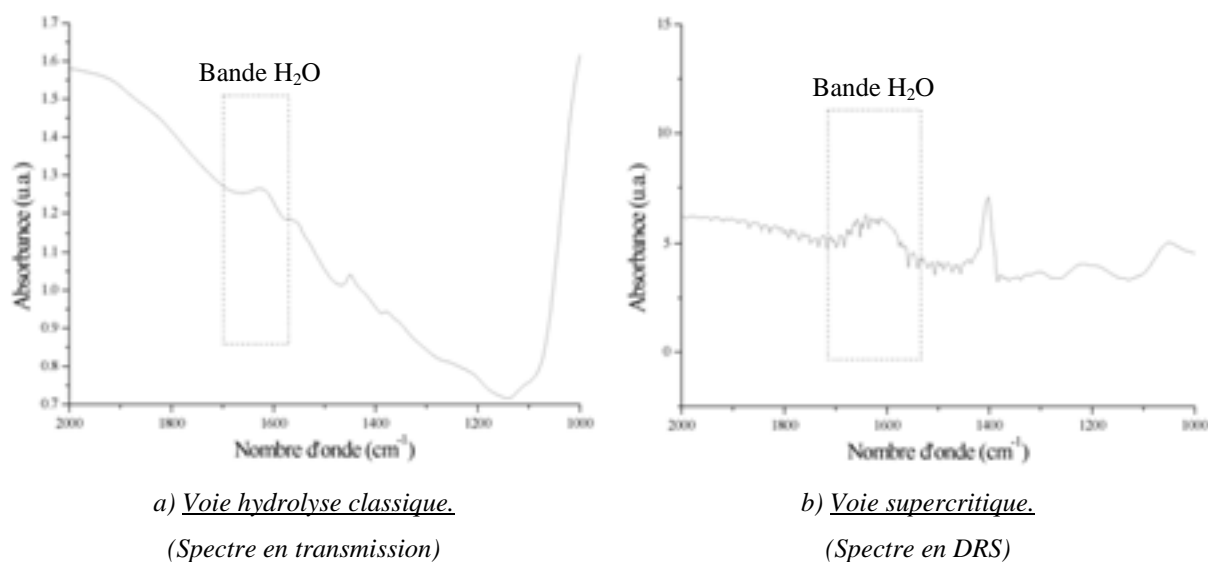 1.7
1.6
1.5
1.4
1.3
1.2
1.1
1.0
0.9
0.8
0.7
Absorbance (u.a.)
Bande H₂O
2000 1800 1600 1400 1200 1000
Nombre d'onde (cm⁻¹)
a) Voie hydrolyse classique.
(Spectre en transmission)
15
10
5
0
Absorbance (u.a.)
Bande H₂O
2000 1800 1600 1400 1200 1000
Nombre d'onde (cm⁻¹)
b) Voie supercritique.
(Spectre en DRS)